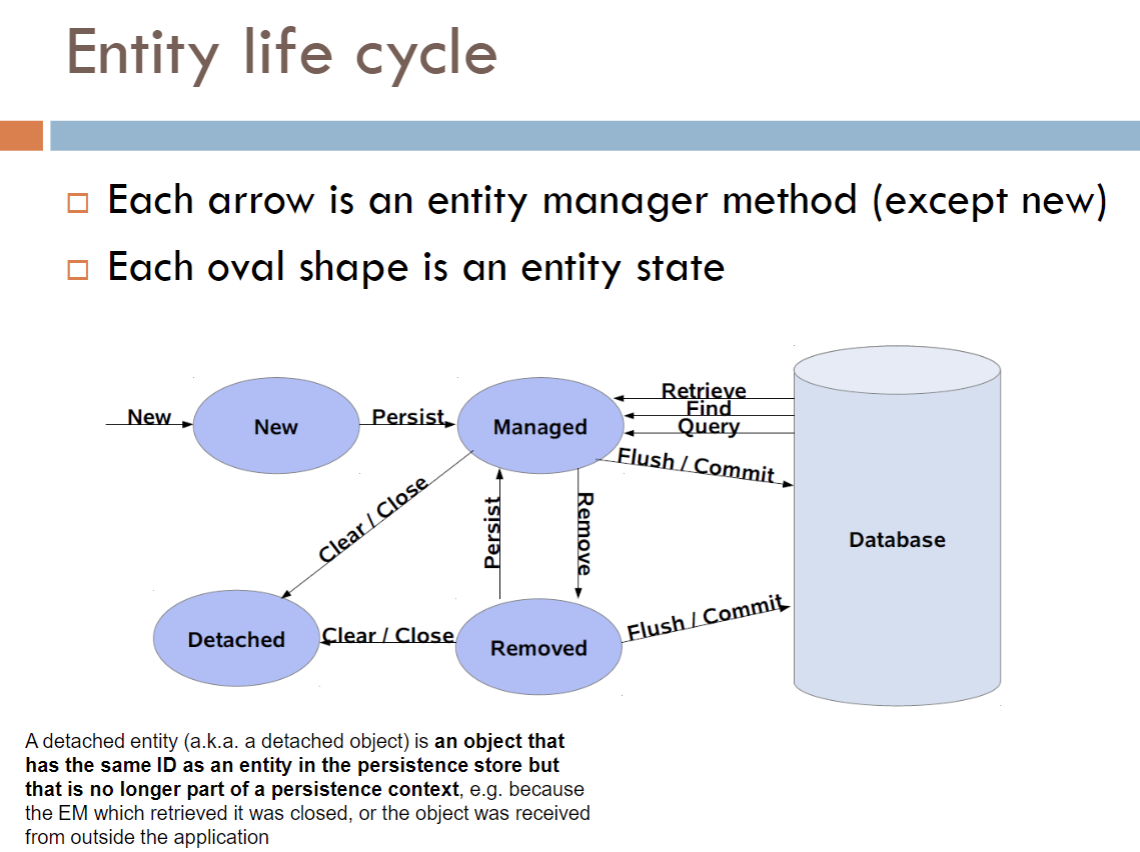 Entity life cycle
Each arrow is an entity manager method (except new)
Each oval shape is an entity state
New
New
Persist
Managed
Retrieve
Find
Query
Flush / Commit
Database
Clear / Close
Persist
Remove
Detached
Clear / Close
Removed
Flush / Commit
A detached entity (a.k.a. a detached object) is an object that
has the same ID as an entity in the persistence store but
that is no longer part of a persistence context, e.g. because
the EM which retrieved it was closed, or the object was received
from outside the application